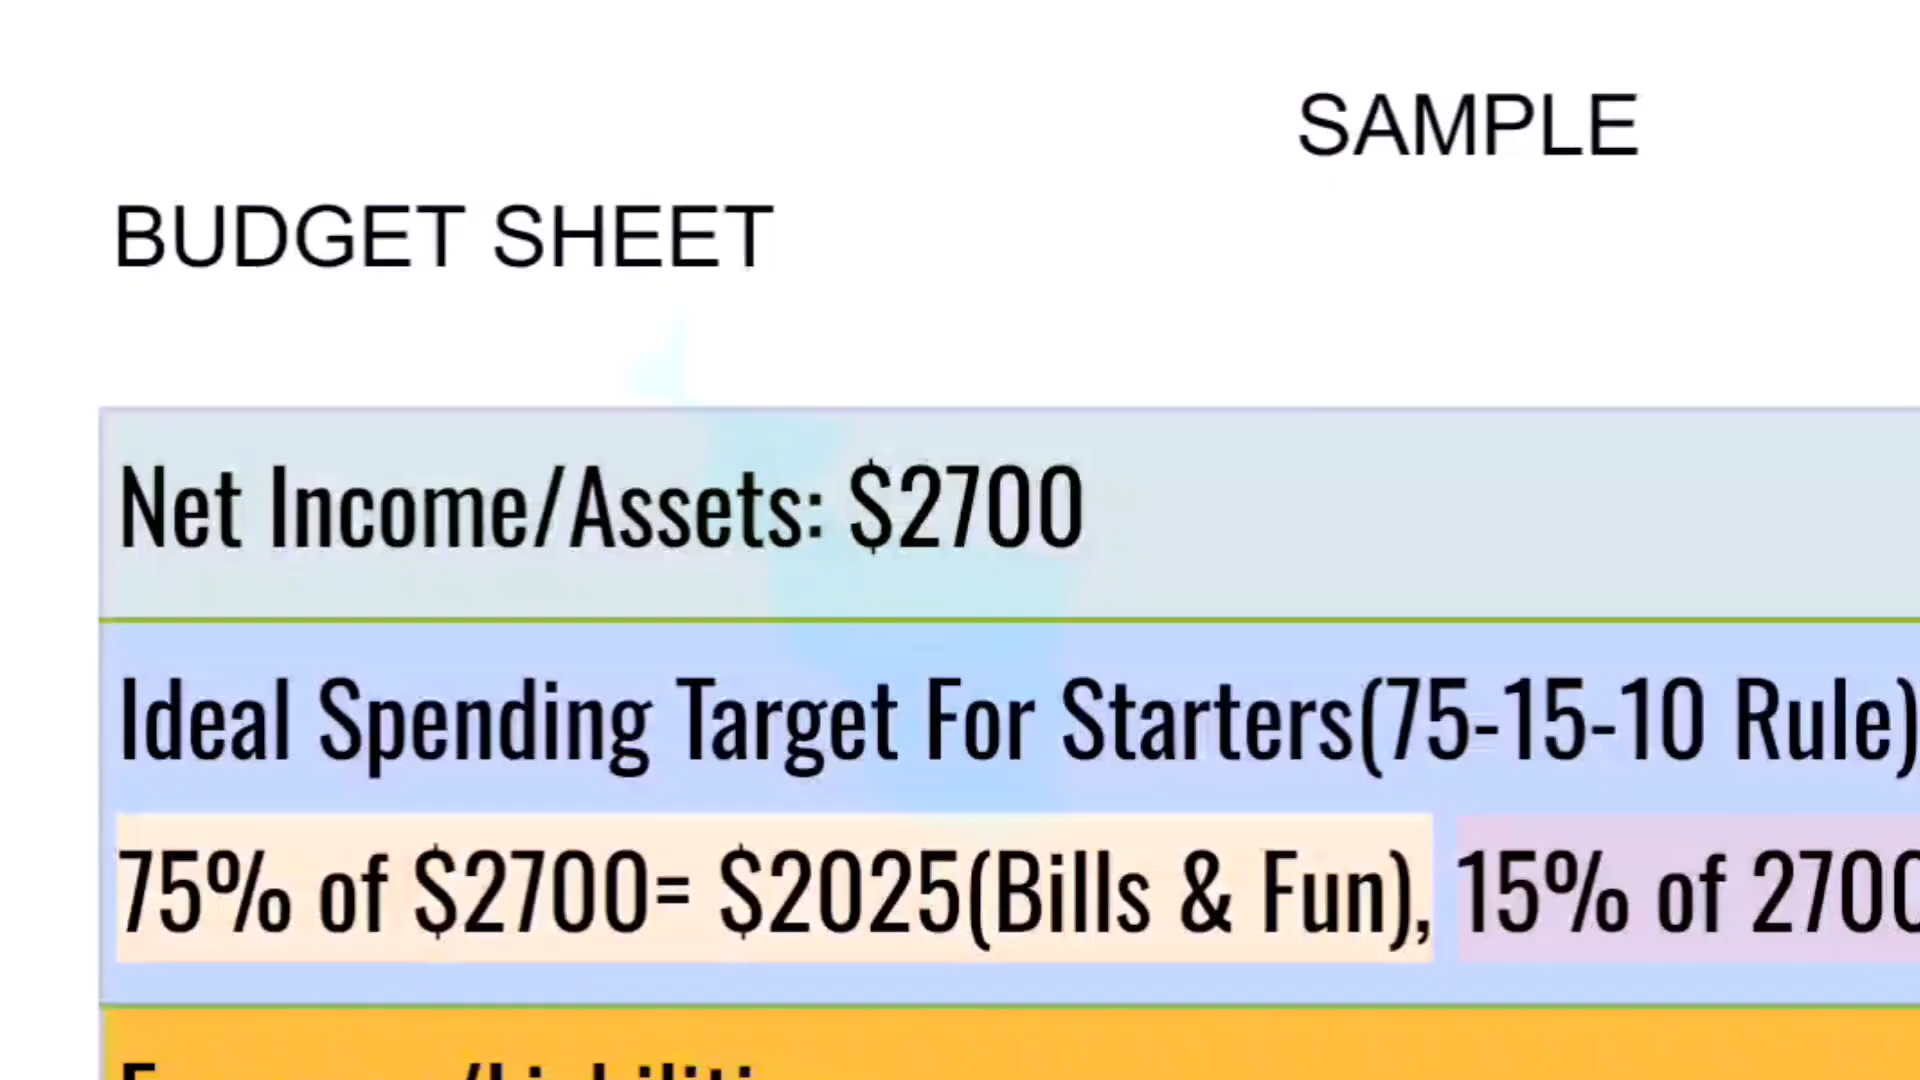 SAMPLE
BUDGET SHEET
Net Income/Assets: $2700
Ideal Spending Target For Starters(75-15-10 Rule)
75% of $2700= $2025(Bills & Fun), 15% of 2700